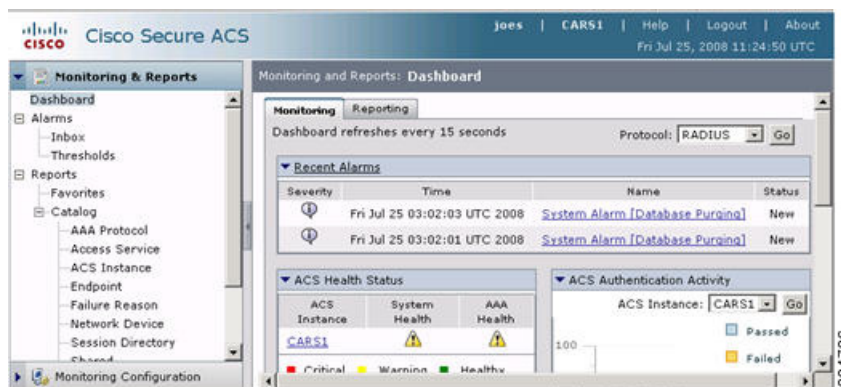 cisco
Cisco Secure ACS
joes | CARS1 | Help | Logout | About
Fri Jul 25, 2008 11:24:50 UTC
Monitoring & Reports
Dashboard
Alarms
Inbox
Thresholds
Reports
Favorites
Catalog
AAA Protocol
Access Service
ACS Instance
Endpoint
Failure Reason
Network Device
Session Directory
Shared
Monitoring Configuration
Monitoring and Reports: Dashboard
Monitoring Reporting
Dashboard refreshes every 15 seconds
Protocol: RADIUS Go
Recent Alarms
Severity Time Name Status
Fri Jul 25 03:02:03 UTC 2008 System Alarm [Database Purging] New
Fri Jul 25 03:02:01 UTC 2008 System Alarm [Database Purging] New
ACS Health Status
ACS Instance System Health AAA Health
CARS1
Critical Warning Healthy
ACS Authentication Activity
ACS Instance: CARS1 Go
Passed
100
Failed